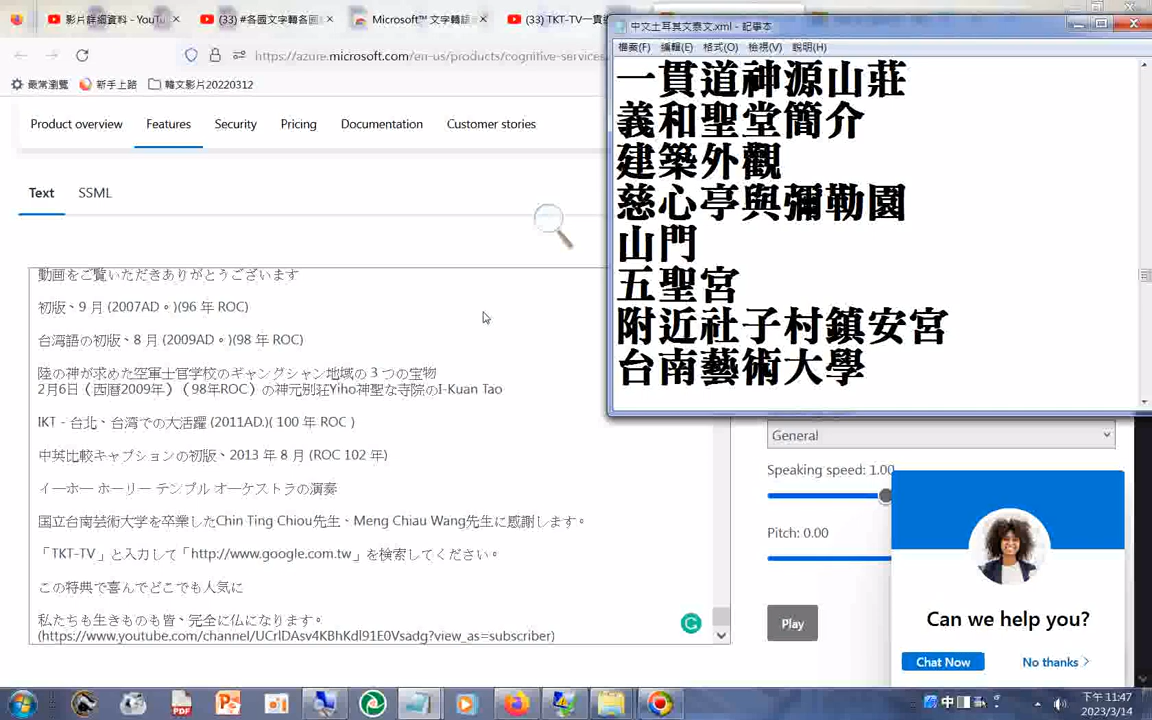 影片詳細資料 - YouTu
(33) #各國文字轉各國
Microsoft™ 文字轉語
(33) TKT-TV一貫道
https://azure.microsoft.com/en-us/products/cognitive-services
最常瀏覽 新手上路 韓文影片20220312
Product overview Features Security Pricing Documentation Customer stories
Text SSML
動画をご覧いただきありがとうございます
初版、9 月 (2007AD。)(96 年 ROC)
台湾語の初版、8 月 (2009AD。)(98 年 ROC)
陸の神が求めた空軍士官学校のギャングシャン地域の 3 つの宝物
2月6日（西暦2009年）（98年ROC）の神元別荘Yiho神聖な寺院のI-Kuan Tao
IKT - 台北、台湾での大活躍 (2011AD.)( 100 年 ROC )
中英比較キャプションの初版、2013 年 8 月 (ROC 102 年)
イーホー ホーリー テンプル オーケストラの演奏
国立台南芸術大学を卒業したChin Ting Chiou先生、Meng Chiau Wang先生に感謝します。
「TKT-TV」と入力して「http://www.google.com.tw」を検索してください。
この特典で喜んでどこでも人気に
私たちも生きものも皆、完全に仏になります。
(https://www.youtube.com/channel/UCrlDAsv4KBhKdl91E0Vsadg?view_as=subscriber)
中文土耳其文泰文.xml - 記事本
檔案(F) 編輯(E) 格式(O) 檢視(V) 說明(H)
一貫道神源山莊
義和聖堂簡介
建築外觀
慈心亭與彌勒園
山門
五聖宮
附近社子村鎮安宮
台南藝術大學
General
Speaking speed: 1.00
Pitch: 0.00
Play
Can we help you?
Chat Now No thanks
中
下午 11:47
2023/3/14